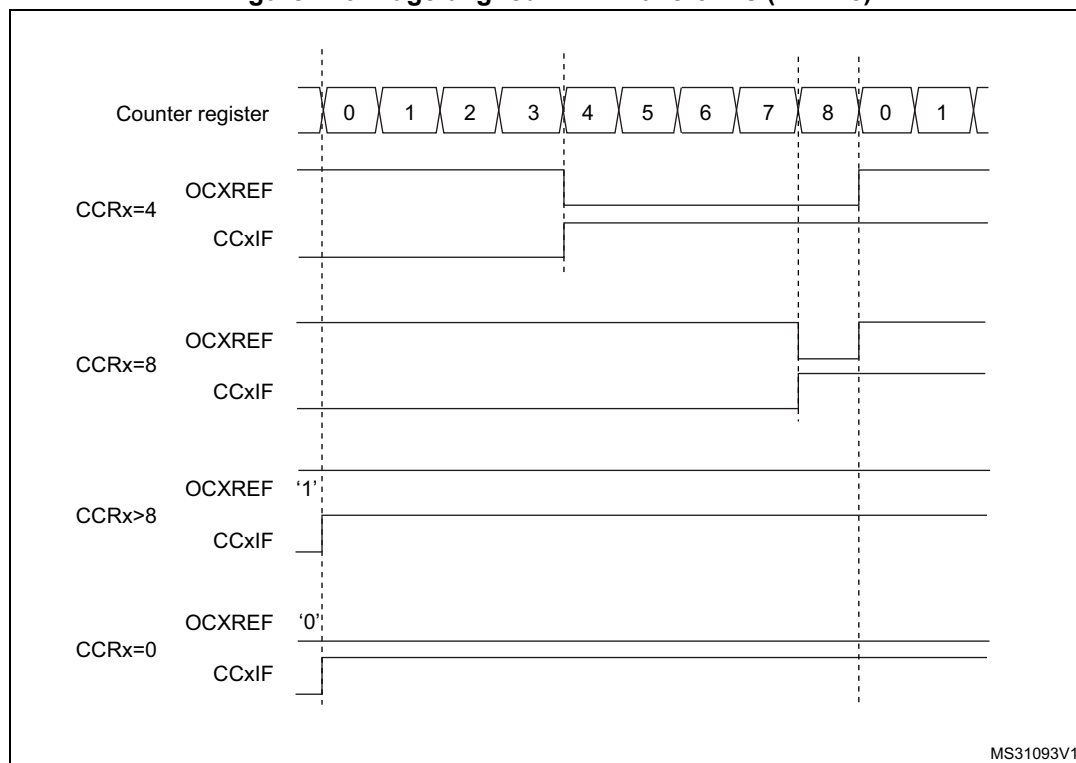 Counter register 0 1 2 3 4 5 6 7 8 0 1
CCRx=4
OCXREF
CCxIF
CCRx=8
OCXREF
CCxIF
CCRx>8
OCXREF ‘1’
CCxIF
CCRx=0
OCXREF ‘0’
CCxIF
MS31093V1